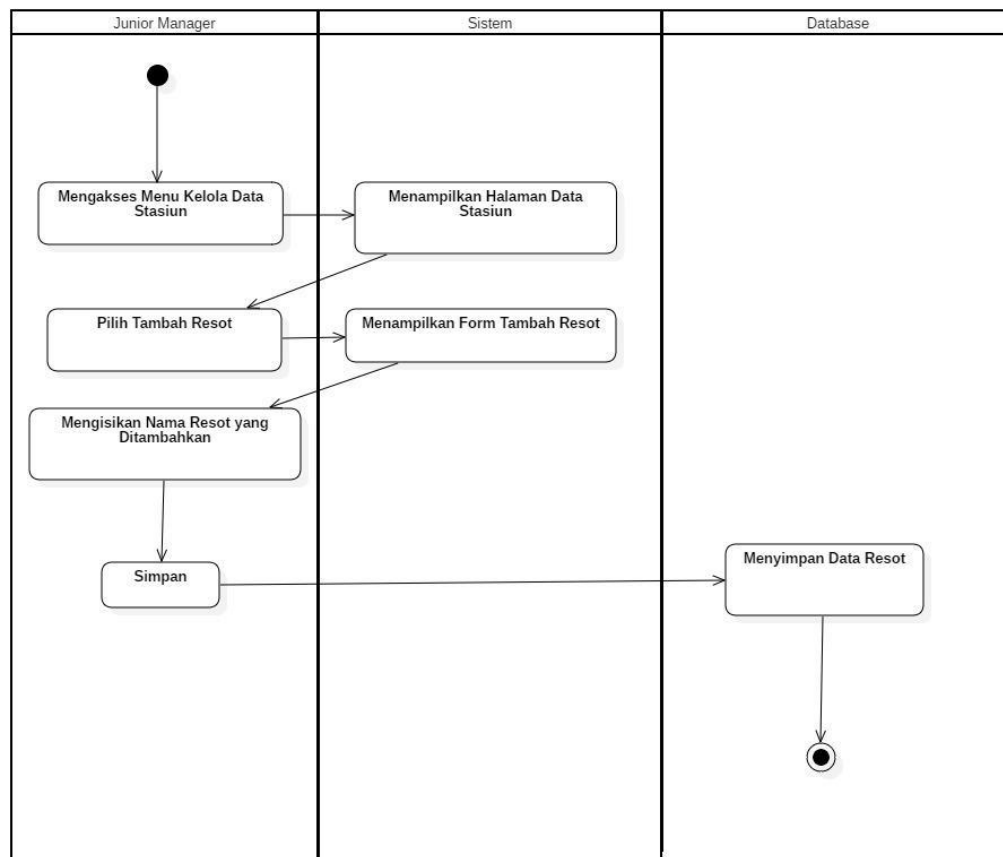 Junior Manager
Sistem
Database
Mengakses Menu Kelola Data
Stasiun
Menampilkan Halaman Data
Stasiun
Pilih Tambah Resot
Menampilkan Form Tambah Resot
Mengisikan Nama Resot yang
Ditambahkan
Simpan
Menyimpan Data Resot